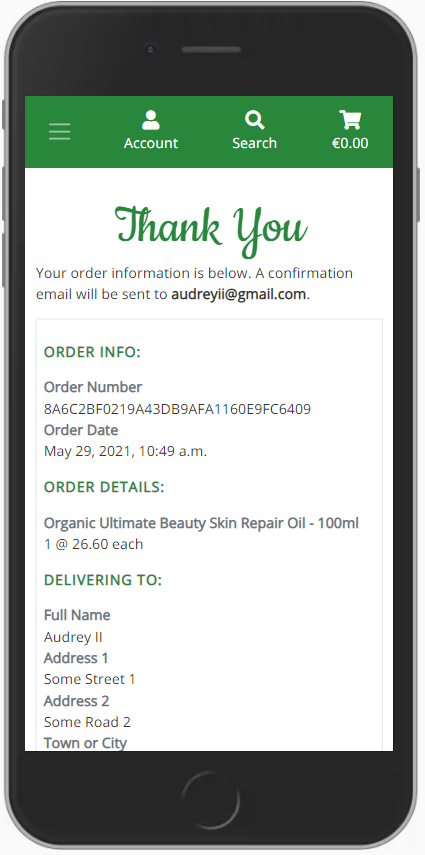 Account
Search
€0.00
Thank You
Your order information is below. A confirmation
email will be sent to audreyii@gmail.com.
ORDER INFO:
Order Number
8A6C2BF0219A43DB9AFA1160E9FC6409
Order Date
May 29, 2021, 10:49 a.m.
ORDER DETAILS:
Organic Ultimate Beauty Skin Repair Oil - 100ml
1 @ 26.60 each
DELIVERING TO:
Full Name
Audrey II
Address 1
Some Street 1
Address 2
Some Road 2
Town or City